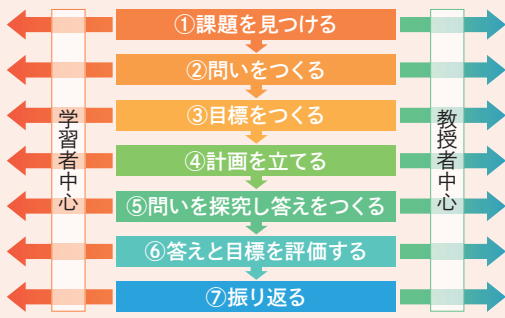 ①課題を見つける
②問いをつくる
③目標をつくる
④計画を立てる
⑤問いを探究し答えをつくる
⑥答えと目標を評価する
⑦振り返る
学習者中心
教授者中心